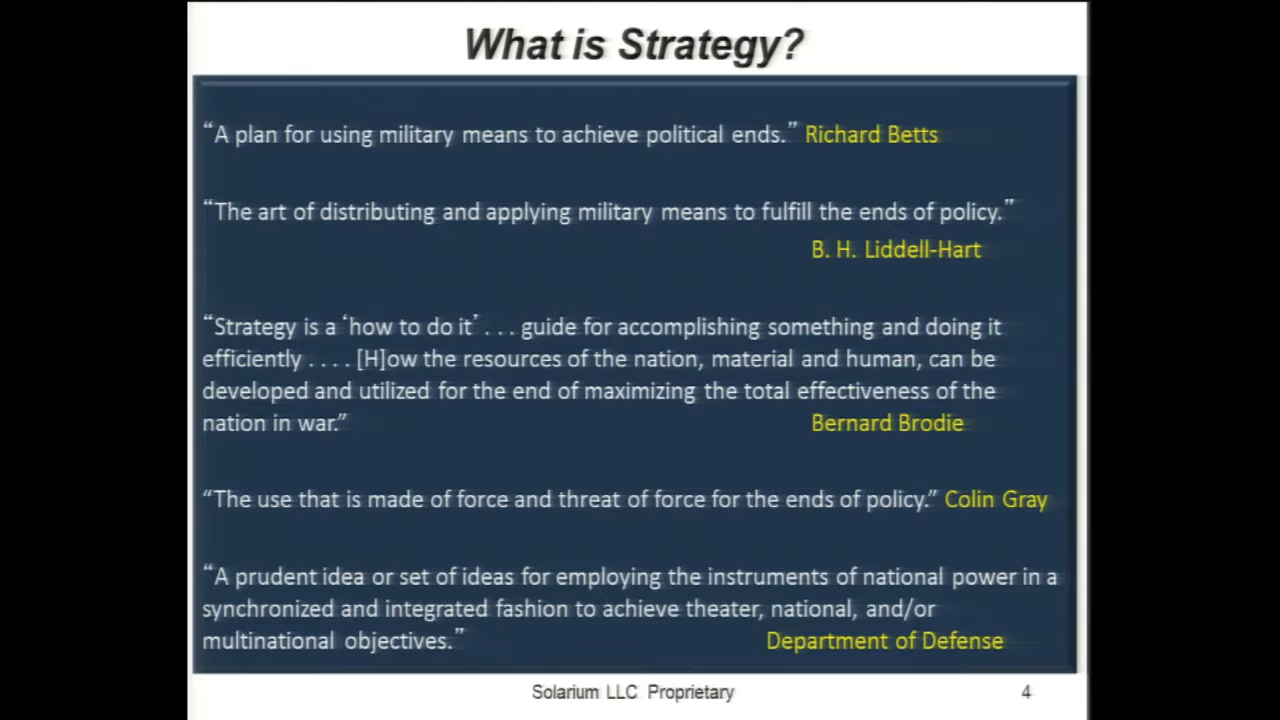 What is Strategy?
“A plan for using military means to achieve political ends.” Richard Betts
“The art of distributing and applying military means to fulfill the ends of policy.”
B. H. Liddell-Hart
“Strategy is a ‘how to do it’ . . . guide for accomplishing something and doing it
efficiently . . . . [H]ow the resources of the nation, material and human, can be
developed and utilized for the end of maximizing the total effectiveness of the
nation in war.” Bernard Brodie
“The use that is made of force and threat of force for the ends of policy.” Colin Gray
“A prudent idea or set of ideas for employing the instruments of national power in a
synchronized and integrated fashion to achieve theater, national, and/or
multinational objectives.” Department of Defense
Solarium LLC Proprietary 4